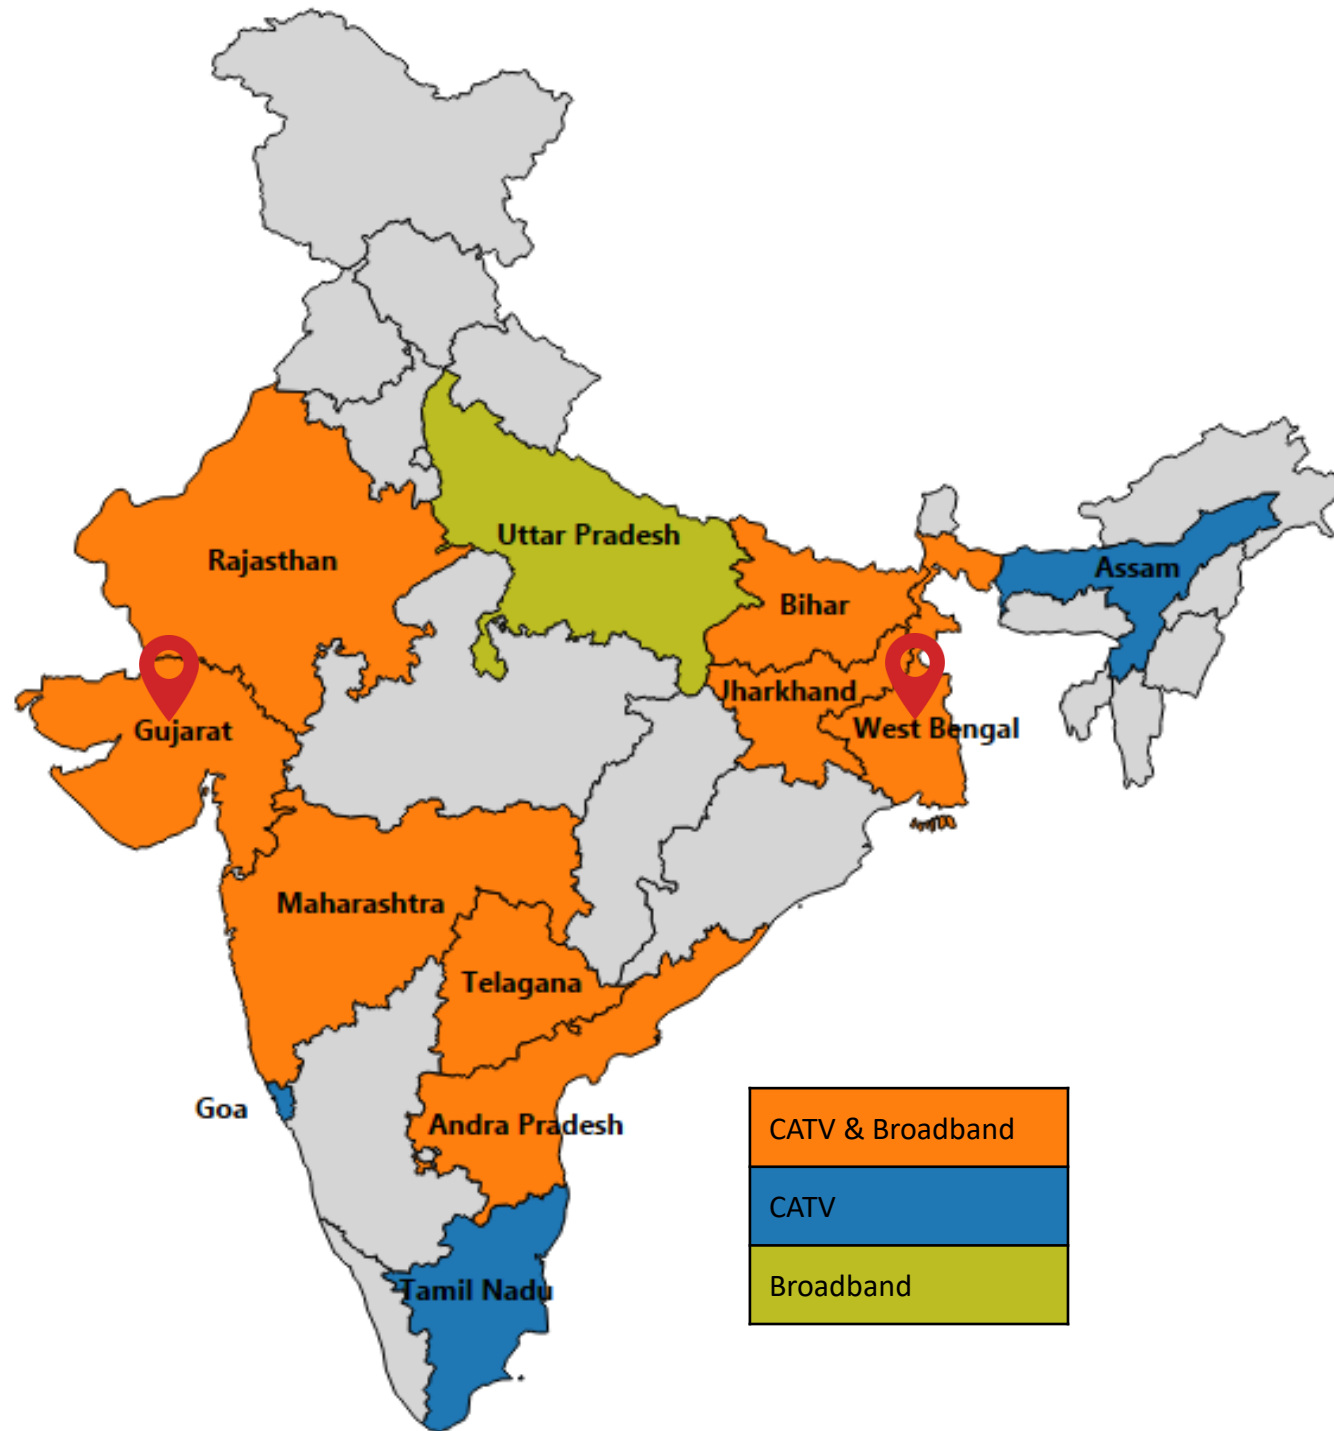 Uttar Pradesh
Rajasthan
Assam
Bihar
Jharkhand
Gujarat
West Bengal
Maharashtra
Telagana
Goa
Andra Pradesh
Tamil Nadu
CATV & Broadband
CATV
Broadband